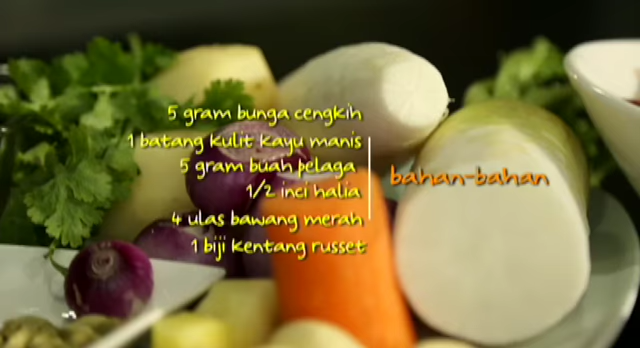 5 gram bunga cengkih
1 batang kulit kayu manis
5 gram buah pelaga
1/2 inci halia
4 ulas bawang merah
1 biji kentang russet
bahan-bahan